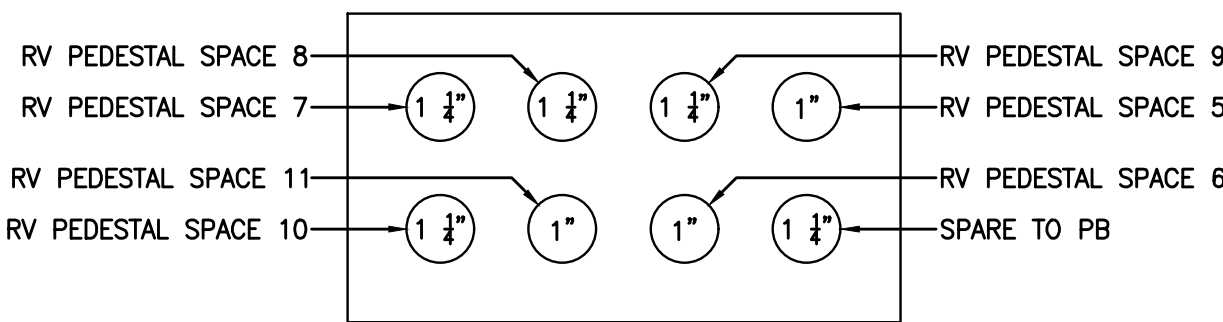 RV PEDESTAL SPACE 8
RV PEDESTAL SPACE 9
RV PEDESTAL SPACE 7
1 1/4”
1 1/4”
1 1/4”
1”
RV PEDESTAL SPACE 5
RV PEDESTAL SPACE 11
RV PEDESTAL SPACE 6
RV PEDESTAL SPACE 10
1 1/4”
1”
1”
1 1/4”
SPARE TO PB